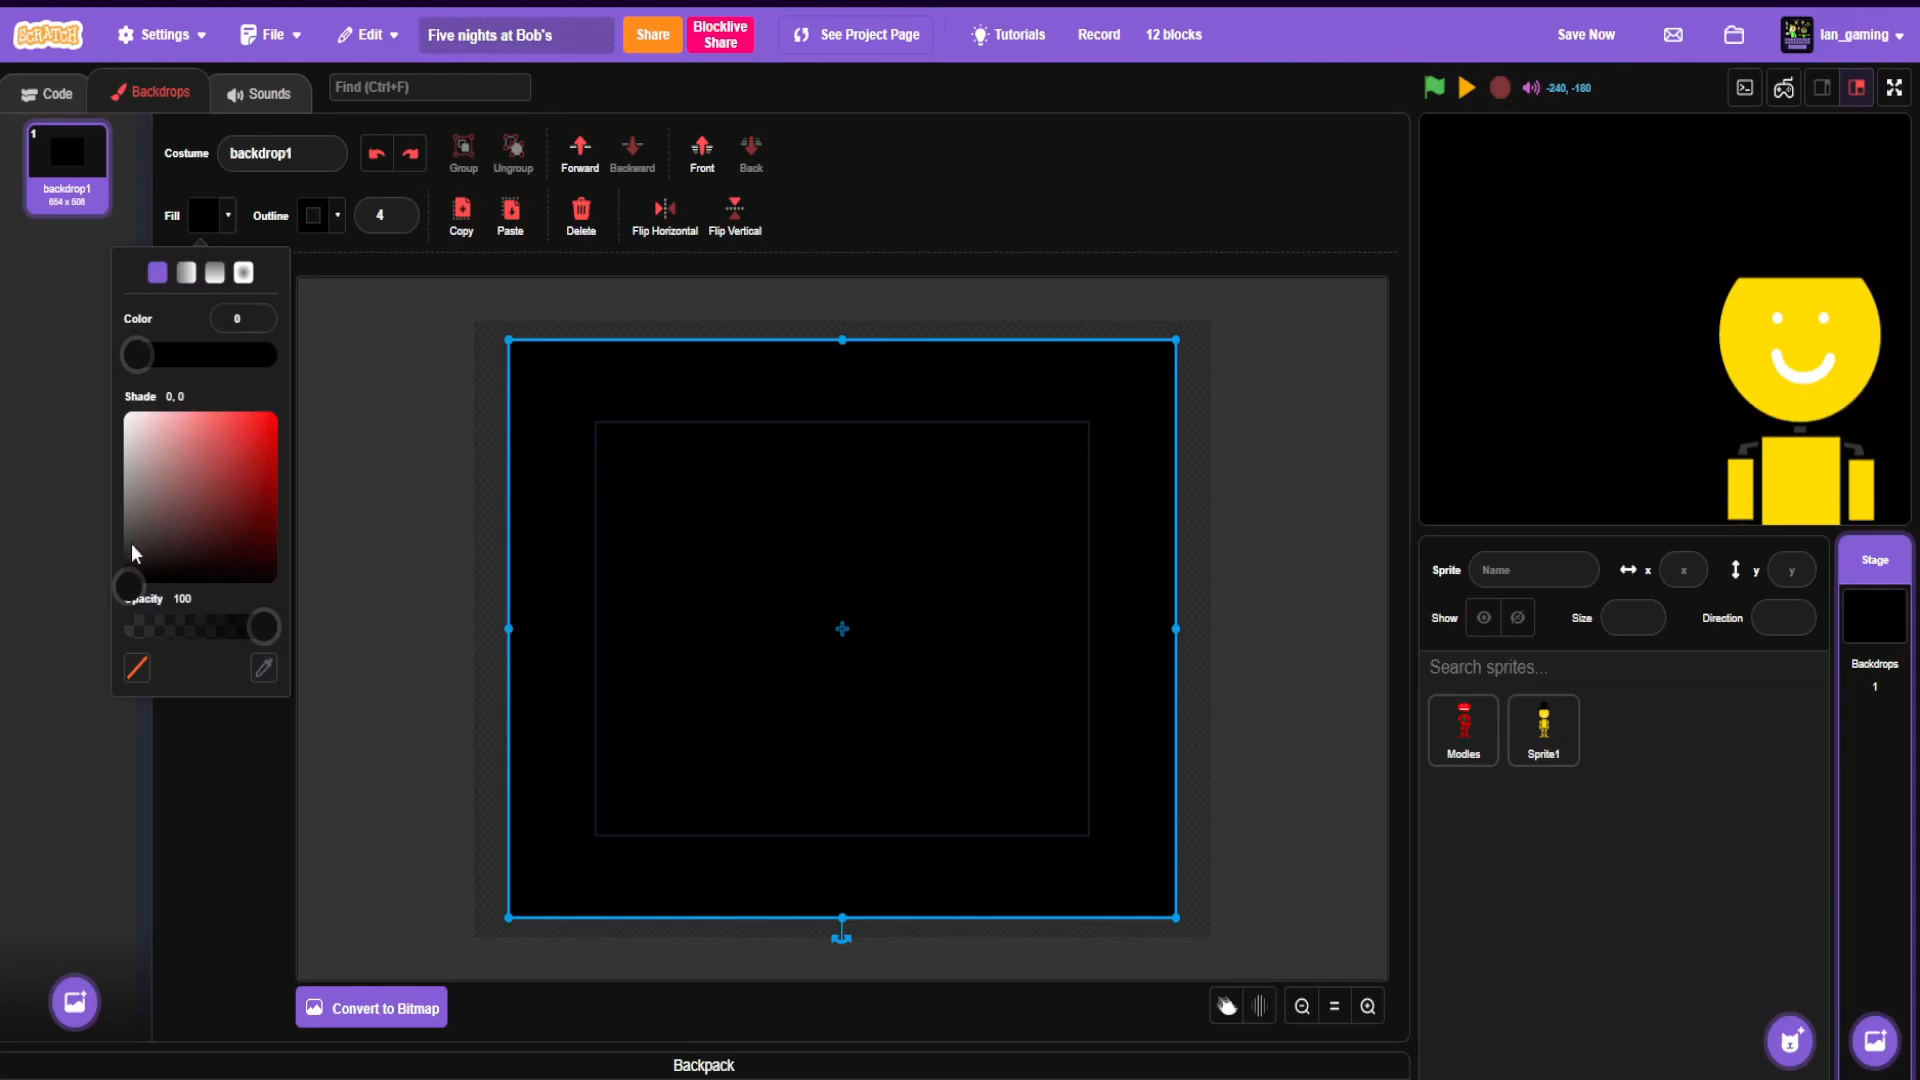 SCRATCH Settings File Edit Five nights at Bob's Share Blocklive Share See Project Page Tutorials Record 12 blocks Save Now Ian_gaming
Code Backdrops Sounds Find (Ctrl+F) -240, -180
1
backdrop1
654 x 508
Costume backdrop1 Group Ungroup Forward Backward Front Back
Fill Outline 4 Copy Paste Delete Flip Horizontal Flip Vertical
Color 0
Shade 0, 0
Opacity 100
Sprite Name x x y y
Show Size Direction
Search sprites...
Modles Sprite1
Stage
Backdrops
1
Convert to Bitmap
Backpack